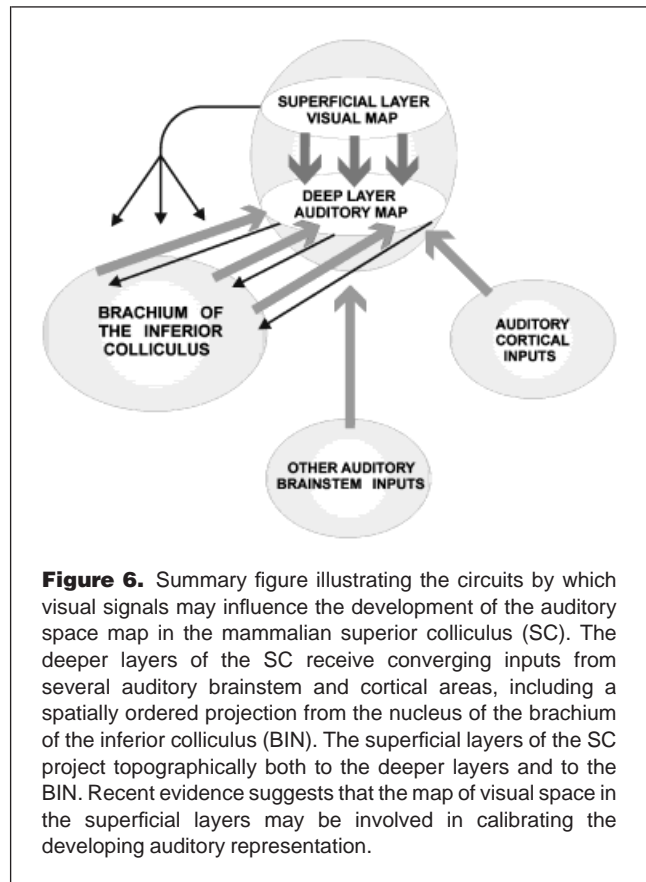 SUPERFICIAL LAYER
VISUAL MAP
DEEP LAYER
AUDITORY MAP
BRACHIUM OF
THE INFERIOR
COLLICULUS
AUDITORY
CORTICAL
INPUTS
OTHER AUDITORY
BRAINSTEM INPUTS
Figure 6. Summary figure illustrating the circuits by which
visual signals may influence the development of the auditory
space map in the mammalian superior colliculus (SC). The
deeper layers of the SC receive converging inputs from
several auditory brainstem and cortical areas, including a
spatially ordered projection from the nucleus of the brachium
of the inferior colliculus (BIN). The superficial layers of the SC
project topographically both to the deeper layers and to the
BIN. Recent evidence suggests that the map of visual space in
the superficial layers may be involved in calibrating the
developing auditory representation.